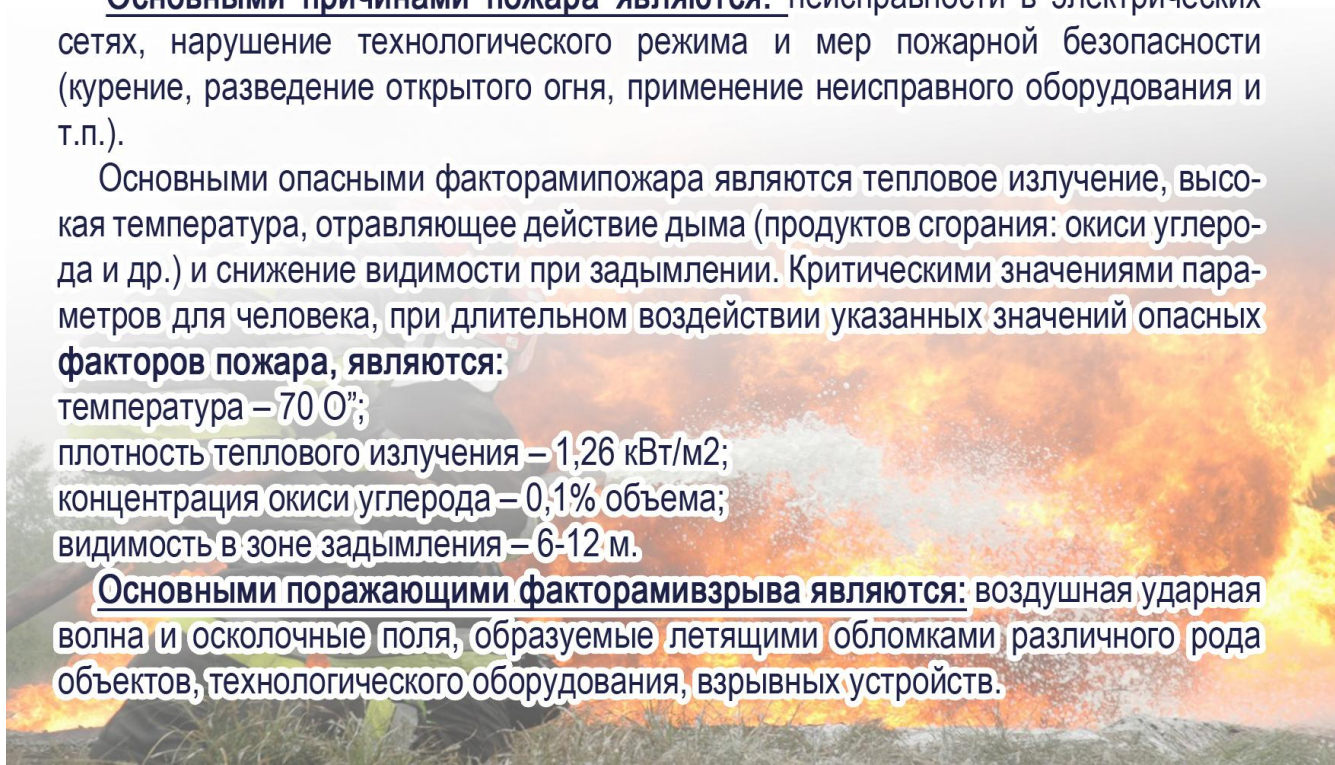 Основными причинами пожара являются: неисправности в электрических
сетях, нарушение технологического режима и мер пожарной безопасности
(курение, разведение открытого огня, применение неисправного оборудования и
т.п.).
Основными опасными факторамипожара являются тепловое излучение, высо-
кая температура, отравляющее действие дыма (продуктов сгорания: окиси углеро-
да и др.) и снижение видимости при задымлении. Критическими значениями пара-
метров для человека, при длительном воздействии указанных значений опасных
факторов пожара, являются:
температура – 70 О”;
плотность теплового излучения – 1,26 кВт/м2;
концентрация окиси углерода – 0,1% объема;
видимость в зоне задымления – 6-12 м.
Основными поражающими факторамивзрыва являются: воздушная ударная
волна и осколочные поля, образуемые летящими обломками различного рода
объектов, технологического оборудования, взрывных устройств.